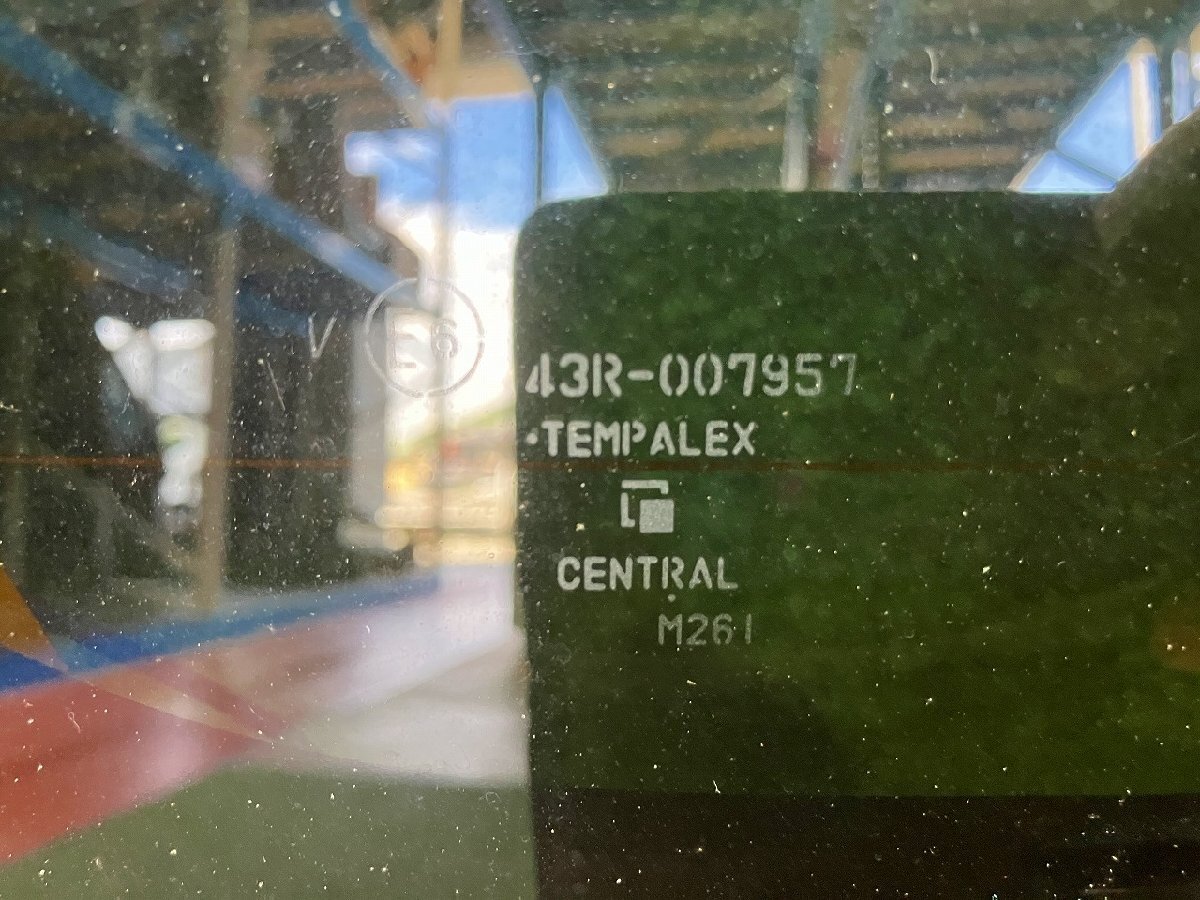 V E6 43R-007957
·TEMPALEX
CENTRAL
M261